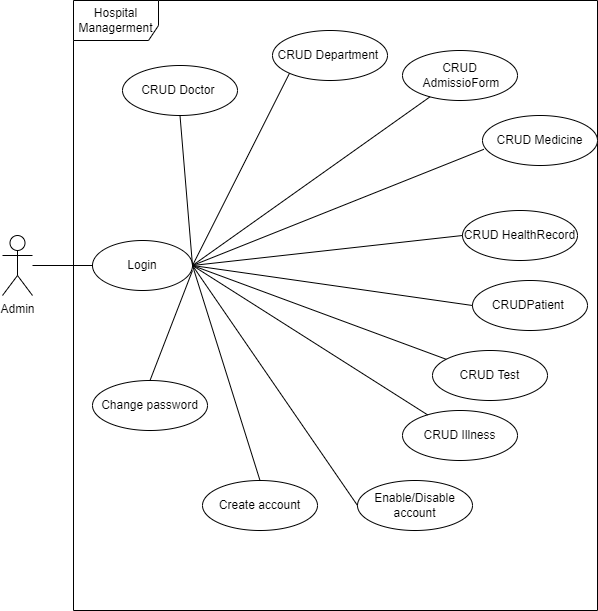 Hospital
Managerment
CRUD Department
CRUD
AdmissioForm
CRUD Doctor
CRUD Medicine
CRUD HealthRecord
Login
Admin
CRUDPatient
CRUD Test
Change password
CRUD Illness
Create account
Enable/Disable
account